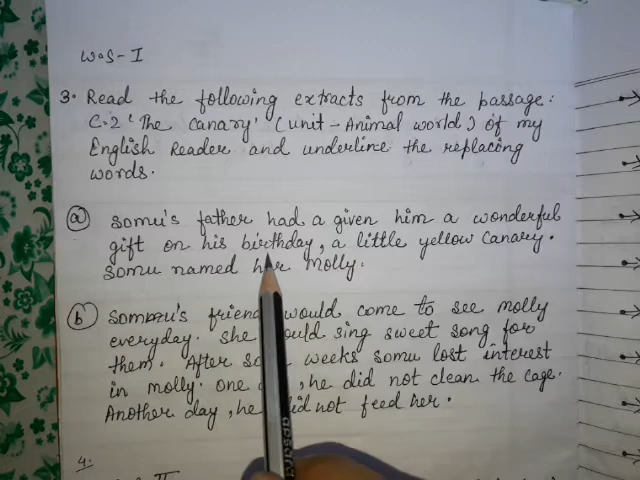 W.S-I
3. Read the following extracts from the passage:
C.2 'The Canary' (unit - Animal world) of my
English Reader and underline the replacing
words.
(a) Somu's father had a given him a wonderful
gift on his birthday, a little yellow canary.
Somu named her Molly.
(b) Somu's friend would come to see molly
everyday. She would sing sweet song for
them. After weeks somu lost interest
in molly. one , he did not clean the cage.
Another day, he did not feed her.
4.
II
apsara